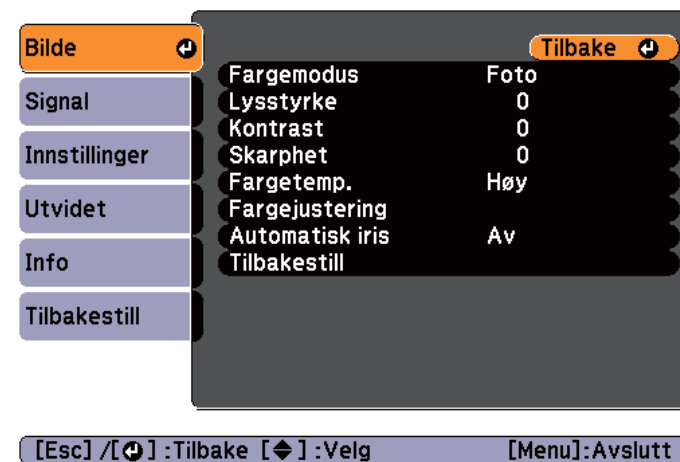 Bilde
Signal
Innstillinger
Utvidet
Info
Tilbakestill
Tilbake
Fargemodus Foto
Lysstyrke 0
Kontrast 0
Skarphet 0
Fargetemp. Høy
Fargejustering
Automatisk iris Av
Tilbakestill
[Esc] /[⏎] :Tilbake [◆] :Velg [Menu]:Avslutt